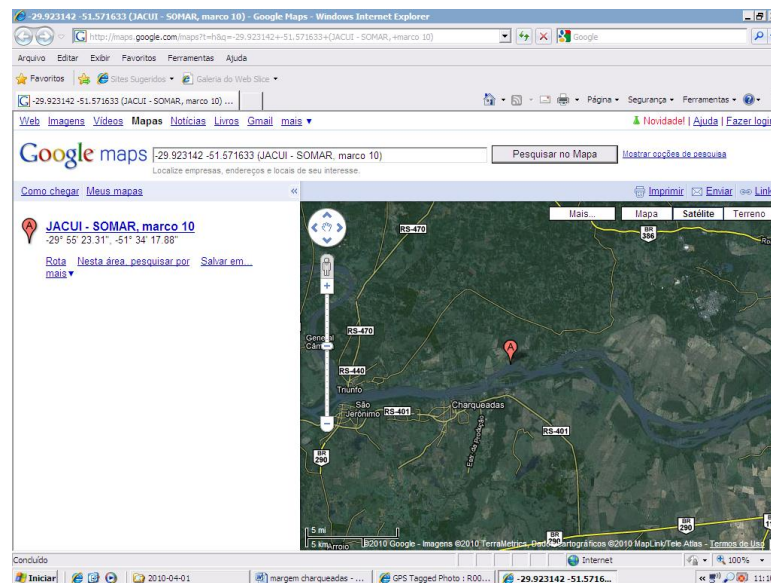 -29.923142 -51.571633 (JACUI - SOMAR, marco 10) - Google Maps - Windows Internet Explorer
http://maps.google.com/maps?t=h&q=-29.923142+-51.571633+(JACUI - SOMAR,+marco 10)
Google
Arquivo Editar Exibir Favoritos Ferramentas Ajuda
Favoritos Sites Sugeridos Galeria do Web Slice
-29.923142 -51.571633 (JACUI - SOMAR, marco 10) ...
Página Segurança Ferramentas
Web Imagens Vídeos Mapas Notícias Livros Gmail mais ▼
Novidade! | Ajuda | Fazer login
Google maps
-29.923142 -51.571633 (JACUI - SOMAR, marco 10)
Pesquisar no Mapa
Mostrar opções de pesquisa
Localize empresas, endereços e locais de seu interesse.
Como chegar Meus mapas «
Imprimir Enviar Link
A JACUI - SOMAR, marco 10
-29° 55' 23.31", -51° 34' 17.88"
Rota Nesta área, pesquisar por Salvar em...
mais▼
Mais... Mapa Satélite Terreno
RS-470
BR
386
A
RS-470
General
Câm
RS-440
Triunfo
São
Jerônimo
RS-401
Charqueadas
RS-401
BR
290
BR
290
BR
290
5 mi
5 km
Arroio
©2010 Google - Imagens ©2010 TerraMetrics, Dados cartográficos ©2010 MapLink/Tele Atlas - Termos de Uso
Concluído
Internet
100%
Iniciar
2010-04-01
margem charqueadas - ...
GPS Tagged Photo : R00...
-29.923142 -51.5716...